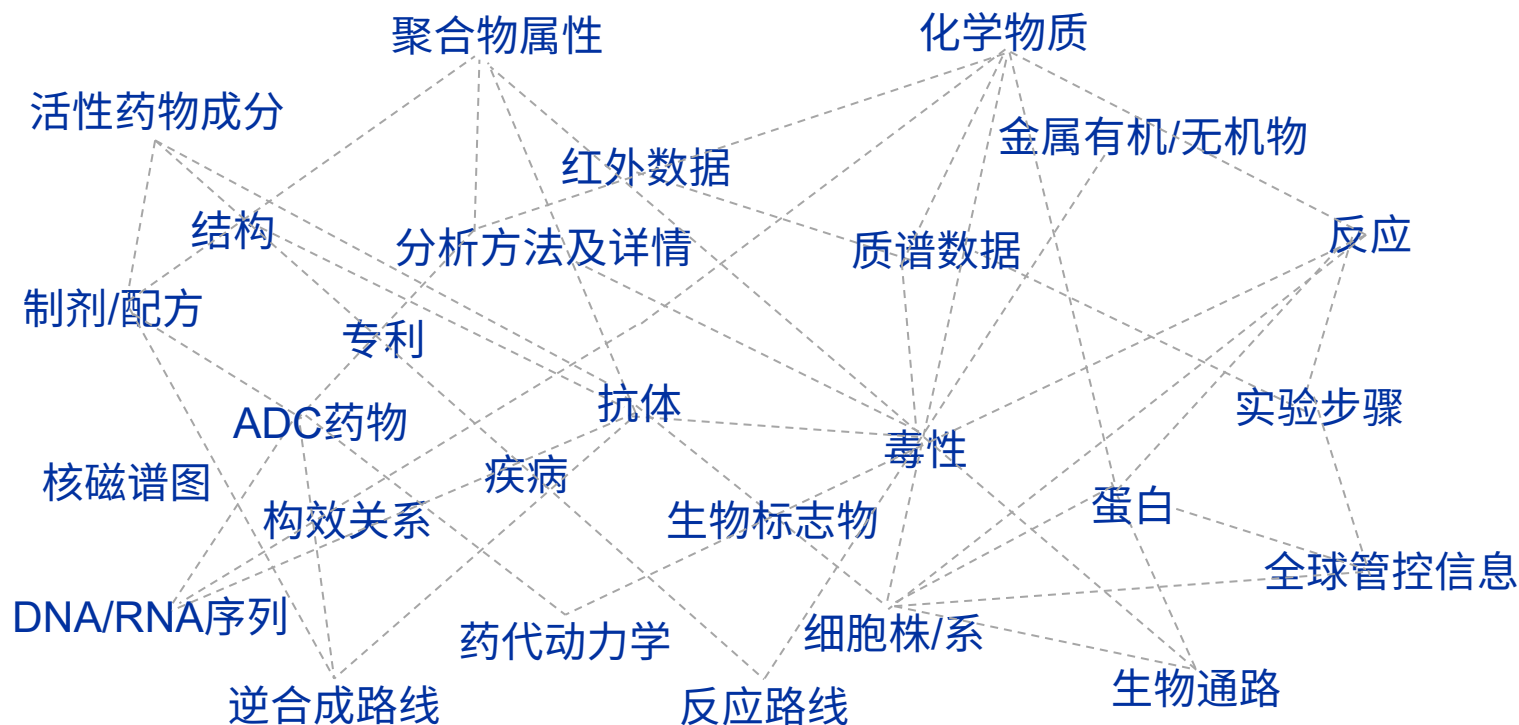 聚合物属性
化学物质
活性药物成分
金属有机/无机物
红外数据
结构
分析方法及详情
质谱数据
反应
制剂/配方
专利
抗体
实验步骤
ADC药物
毒性
核磁谱图
疾病
构效关系
生物标志物
蛋白
全球管控信息
DNA/RNA序列
药代动力学
细胞株/系
生物通路
逆合成路线
反应路线